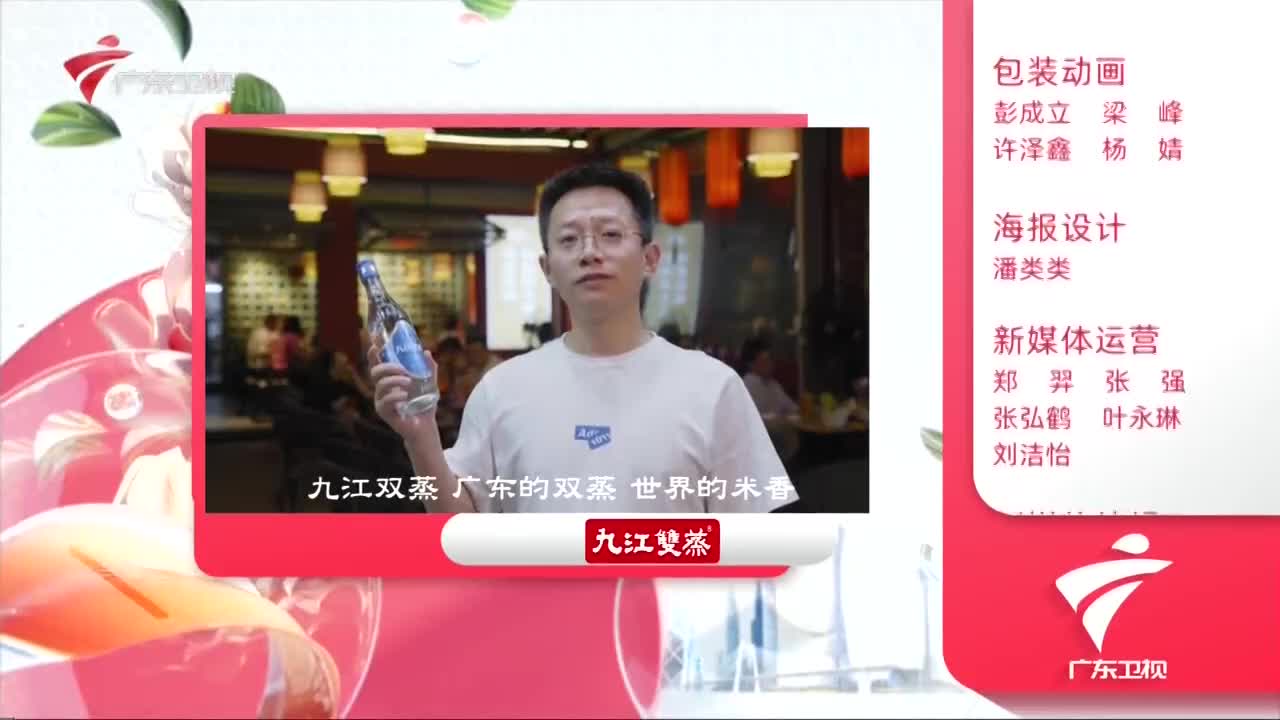 广东卫视
九江双蒸 广东的双蒸 世界的米香
九江雙蒸
包装动画
彭成立 梁 峰
许泽鑫 杨 婧
海报设计
潘类类
新媒体运营
郑 羿 张 强
张弘鹤 叶永琳
刘洁怡
广东卫视